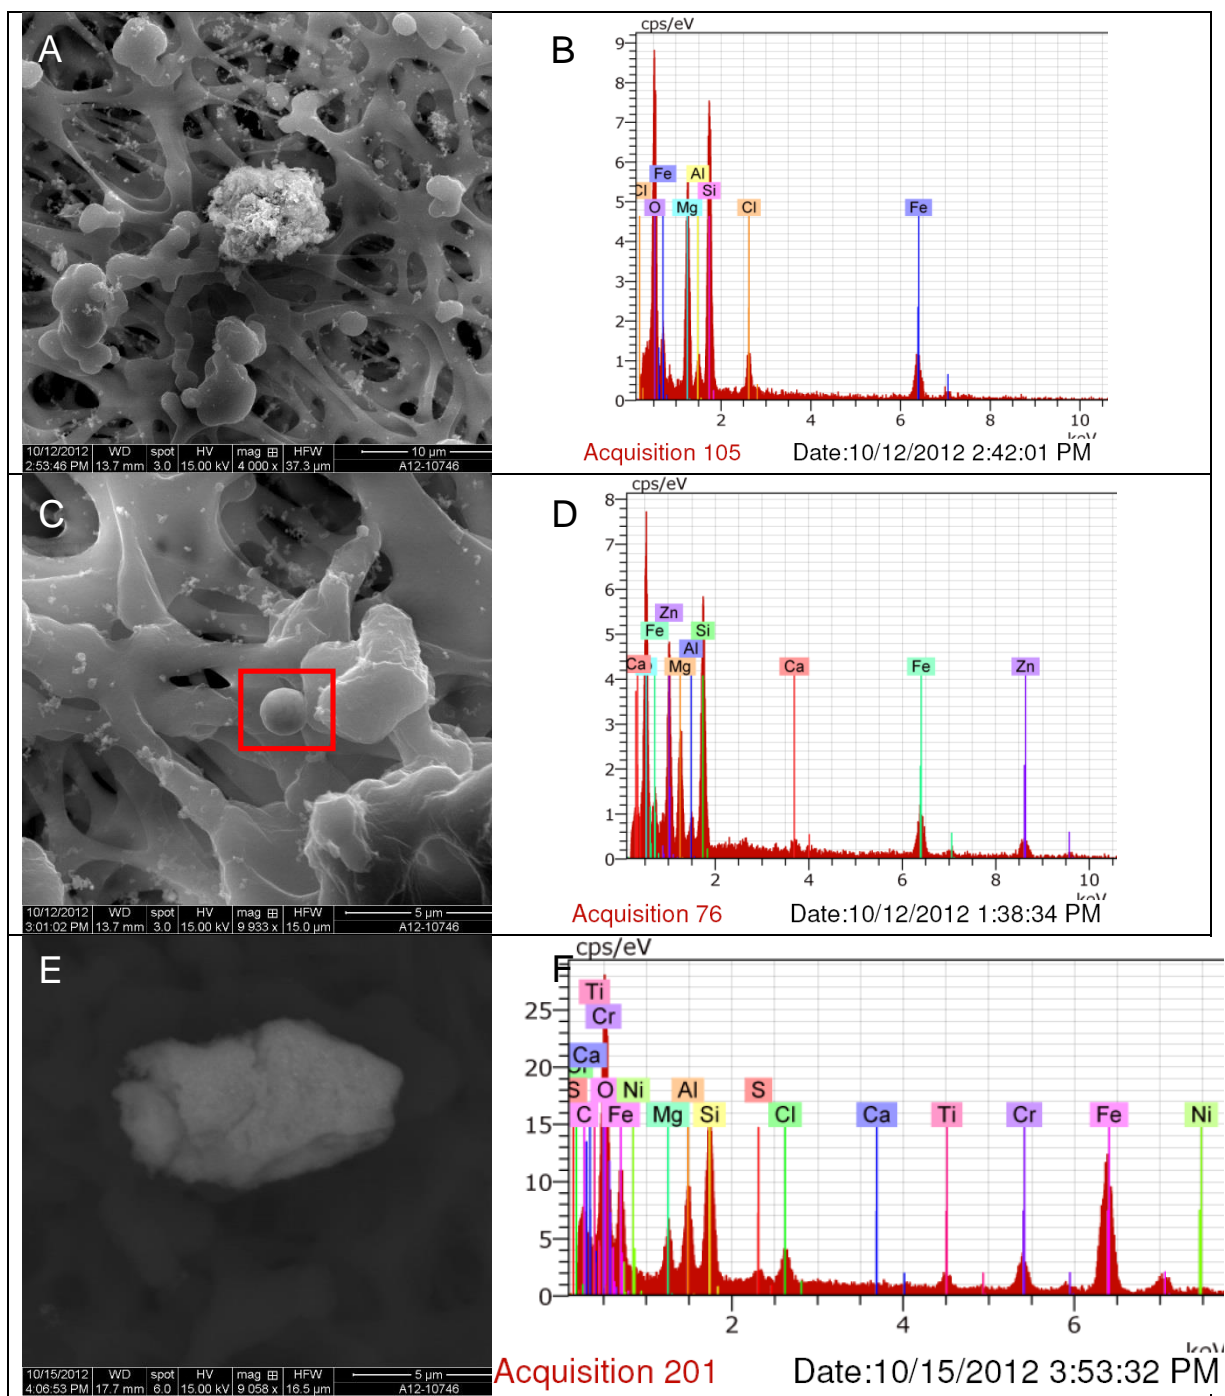 A
10/12/2012 WD spot HV mag ⊞ HFW 10 µm
2:53:46 PM 13.7 mm 3.0 15.00 kV 4 000 x 37.3 µm A12-10746
B
cps/eV
9
8
7
6
5
4
3
2
1
0
Fe Al
Cl Si
O Mg Cl Fe
2 4 6 8 10
keV
Acquisition 105 Date:10/12/2012 2:42:01 PM
C
10/12/2012 WD spot HV mag ⊞ HFW 5 µm
3:01:02 PM 13.7 mm 3.0 15.00 kV 9 933 x 15.0 µm A12-10746
D
cps/eV
8
7
6
5
4
3
2
1
0
Zn
Fe Si
Al
Ca Mg Ca Fe Zn
2 4 6 8 10
keV
Acquisition 76 Date:10/12/2012 1:38:34 PM
E
10/15/2012 WD spot HV mag ⊞ HFW 5 µm
4:06:53 PM 17.7 mm 6.0 15.00 kV 9 058 x 16.5 µm A12-10746
F
cps/eV
25
20
15
10
5
0
Ti
Cr
Ca
Cl
S O Ni Al S
C Fe Mg Si Cl Ca Ti Cr Fe Ni
2 4 6
keV
Acquisition 201 Date:10/15/2012 3:53:32 PM